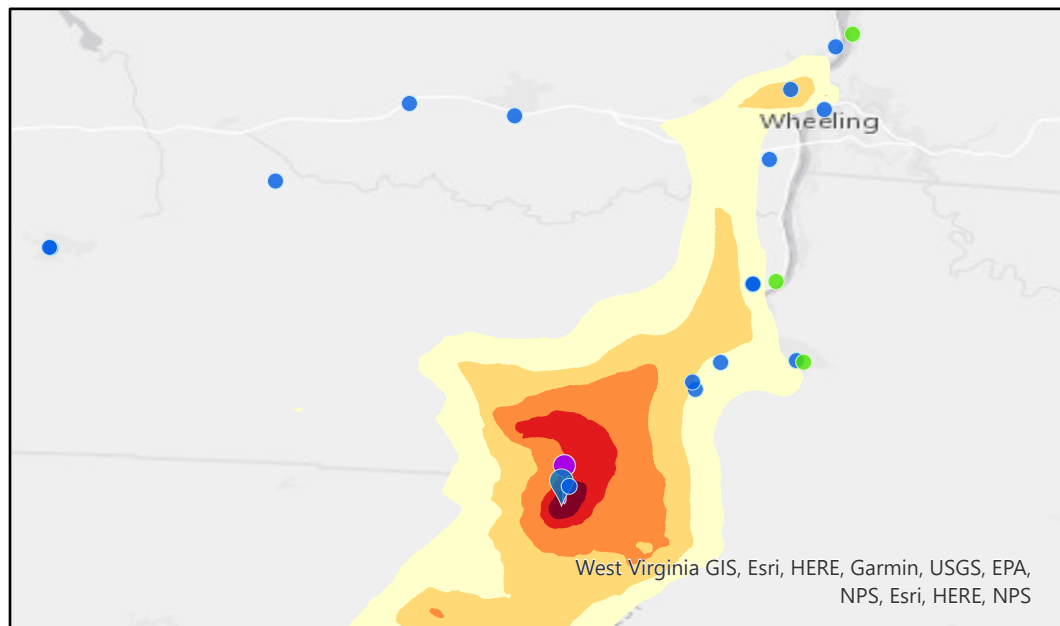 Wheeling
West Virginia GIS, Esri, HERE, Garmin, USGS, EPA,
NPS, Esri, HERE, NPS